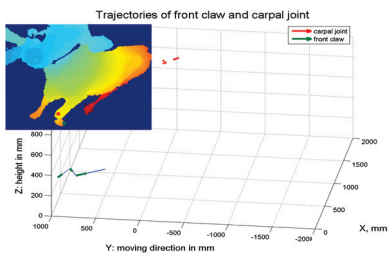 Trajectories of front claw and carpal joint
carpal joint
front claw
800
600
400
200
0
Z: height in mm
1000
500
0
-500
-1000
-1500
-200
Y: moving direction in mm
0
500
1000
1500
2000
X, mm